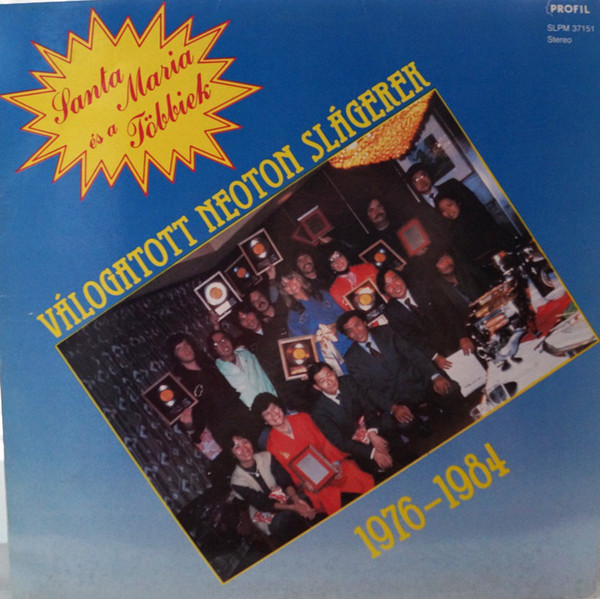 Santa
Maria
és a Többiek
PROFIL
SLPM 37151
Stereo
VÁLOGATOTT NEOTON SLÁGEREK
1976-1984